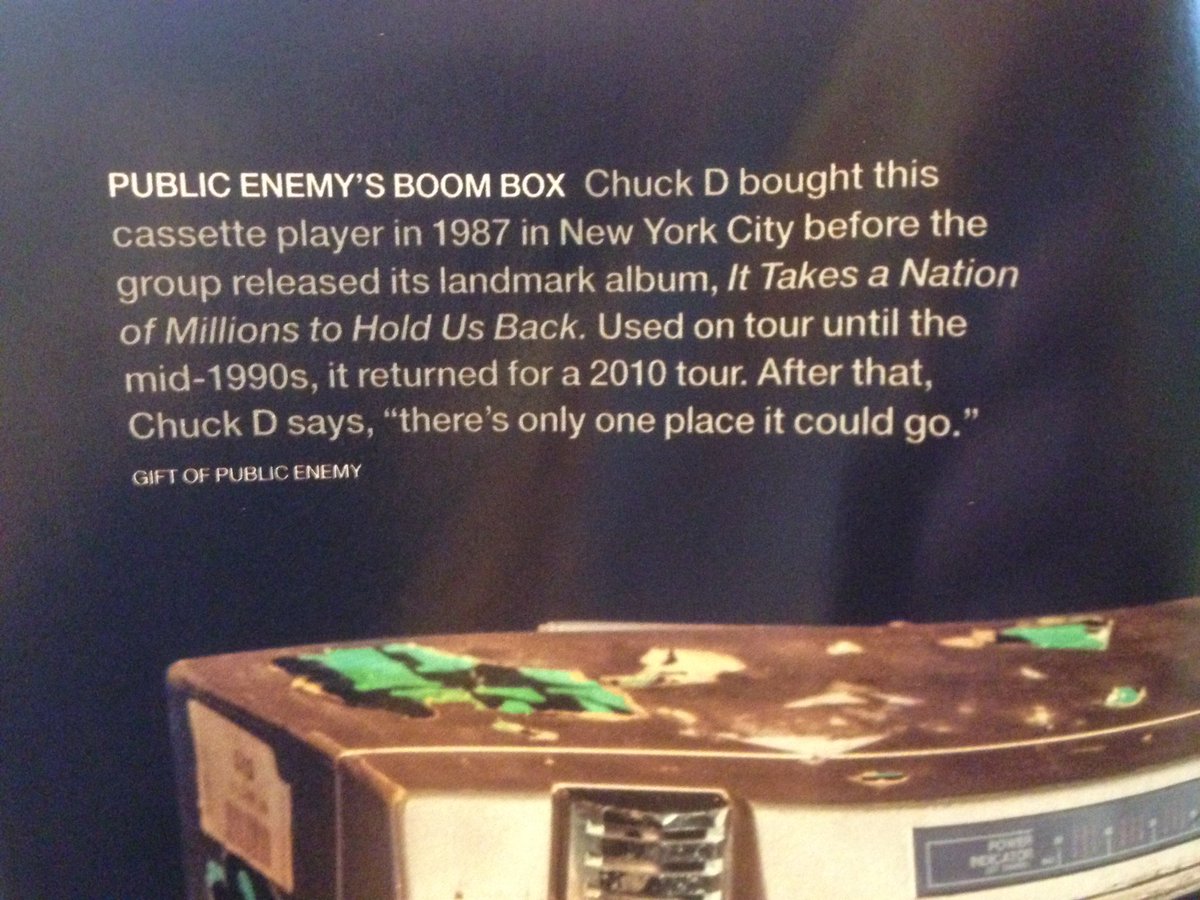 PUBLIC ENEMY'S BOOM BOX Chuck D bought this
cassette player in 1987 in New York City before the
group released its landmark album, It Takes a Nation
of Millions to Hold Us Back. Used on tour until the
mid-1990s, it returned for a 2010 tour. After that,
Chuck D says, “there's only one place it could go.”
GIFT OF PUBLIC ENEMY
POWER
INDICATOR